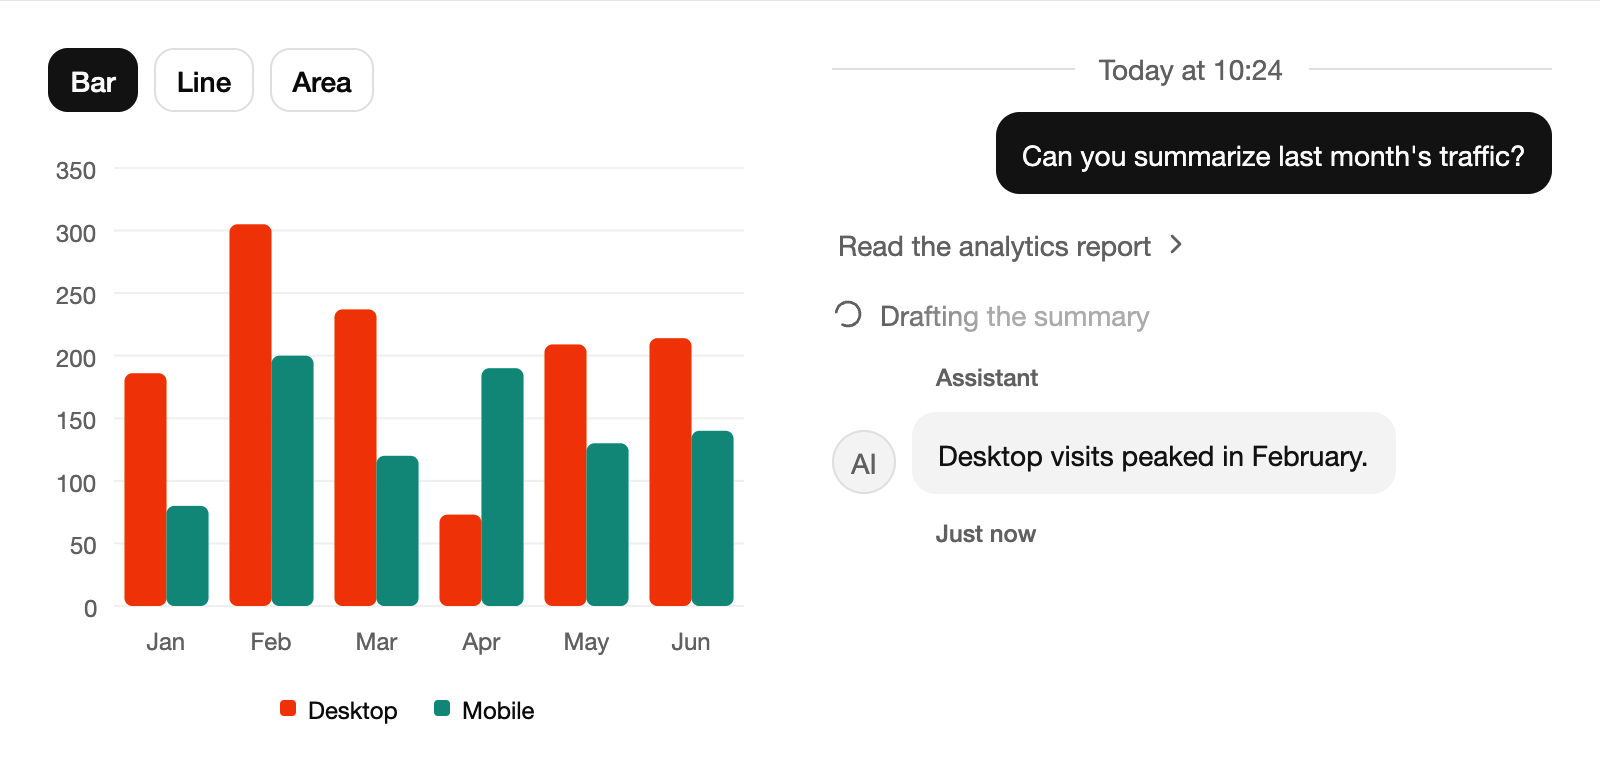 Bar
Line
Area
350
300
250
200
150
100
50
0
Jan
Feb
Mar
Apr
May
Jun
Desktop
Mobile
Today at 10:24
Can you summarize last month's traffic?
Read the analytics report
Drafting the summary
Assistant
AI
Desktop visits peaked in February.
Just now